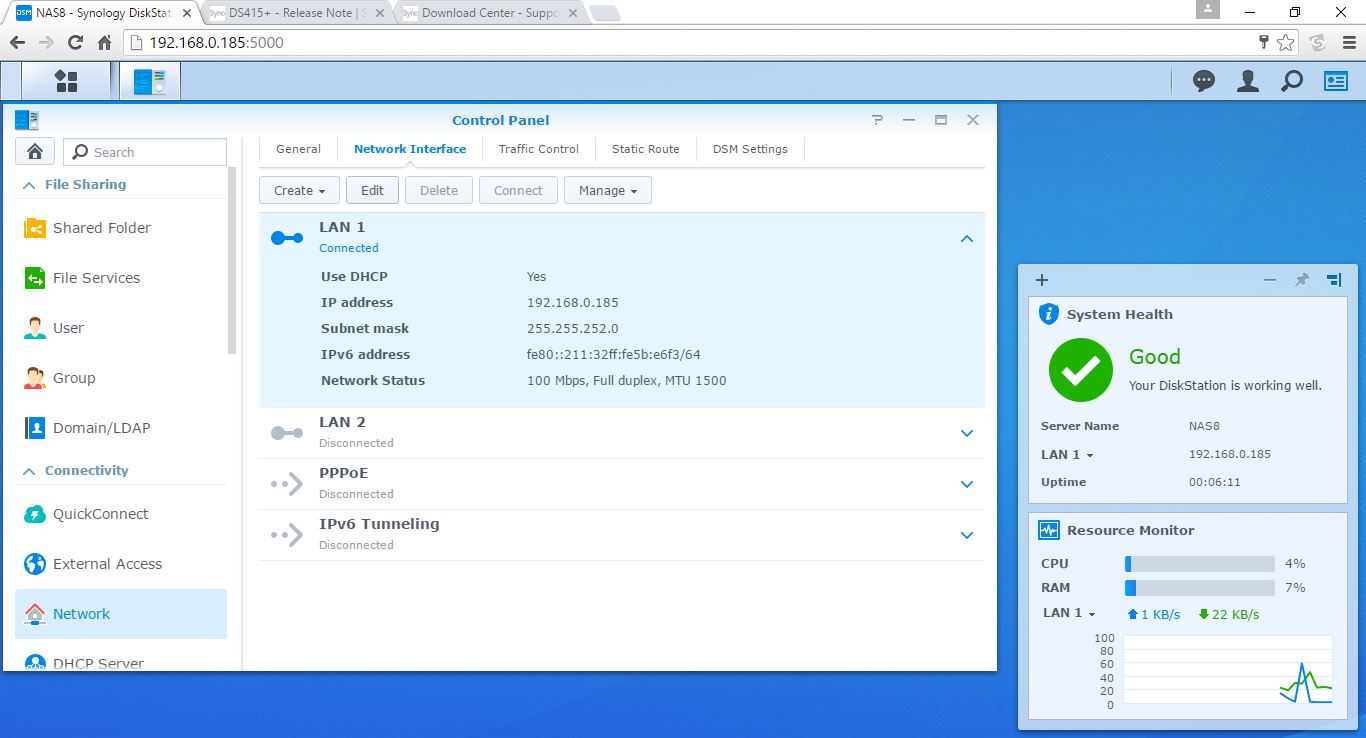 DSM NAS8 - Synology DiskStat
Syno DS415+ - Release Note | S
Syno Download Center - Suppo
192.168.0.185:5000
Control Panel
Search
General
Network Interface
Traffic Control
Static Route
DSM Settings
File Sharing
Create
Edit
Delete
Connect
Manage
Shared Folder
File Services
User
Group
Domain/LDAP
Connectivity
QuickConnect
External Access
Network
DHCP Server
LAN 1
Connected
Use DHCP Yes
IP address 192.168.0.185
Subnet mask 255.255.252.0
IPv6 address fe80::211:32ff:fe5b:e6f3/64
Network Status 100 Mbps, Full duplex, MTU 1500
LAN 2
Disconnected
PPPoE
Disconnected
IPv6 Tunneling
Disconnected
System Health
Good
Your DiskStation is working well.
Server Name NAS8
LAN 1 192.168.0.185
Uptime 00:06:11
Resource Monitor
CPU 4%
RAM 7%
LAN 1 1 KB/s 22 KB/s
100
80
60
40
20
0